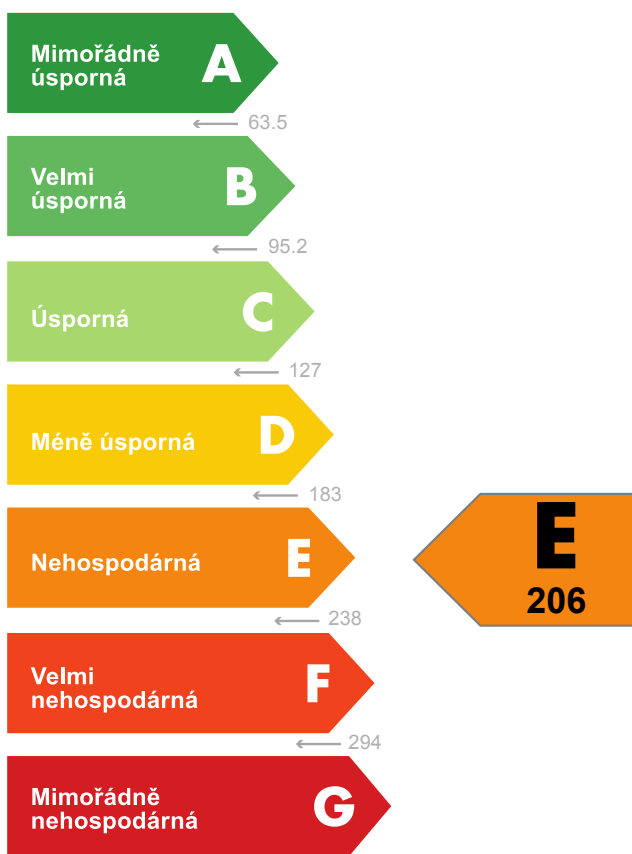 Mimořádně
úsporná
A
← 63.5
Velmi
úsporná
B
← 95.2
Úsporná
C
← 127
Méně úsporná
D
← 183
Nehospodárná
E
E
206
← 238
Velmi
nehospodárná
F
← 294
Mimořádně
nehospodárná
G